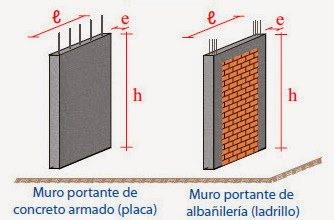 ℓ e
h
Muro portante de
concreto armado (placa)
ℓ e
h
Muro portante de
albañilería (ladrillo)